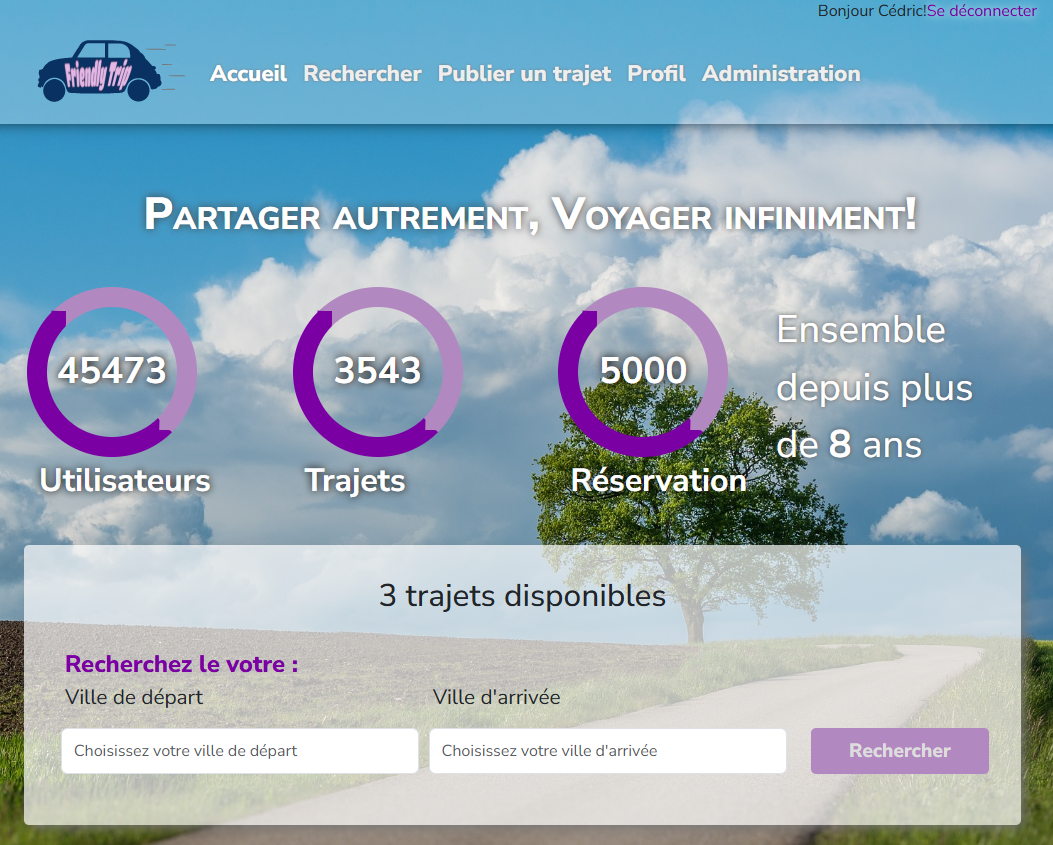 Bonjour Cédric!Se déconnecter
Friendly Trip
Accueil Rechercher Publier un trajet Profil Administration
Partager autrement, Voyager infiniment!
45473 3543 5000
Utilisateurs Trajets Réservation
Ensemble
depuis plus
de 8 ans
3 trajets disponibles
Recherchez le votre :
Ville de départ Ville d'arrivée
Choisissez votre ville de départ Choisissez votre ville d'arrivée Rechercher